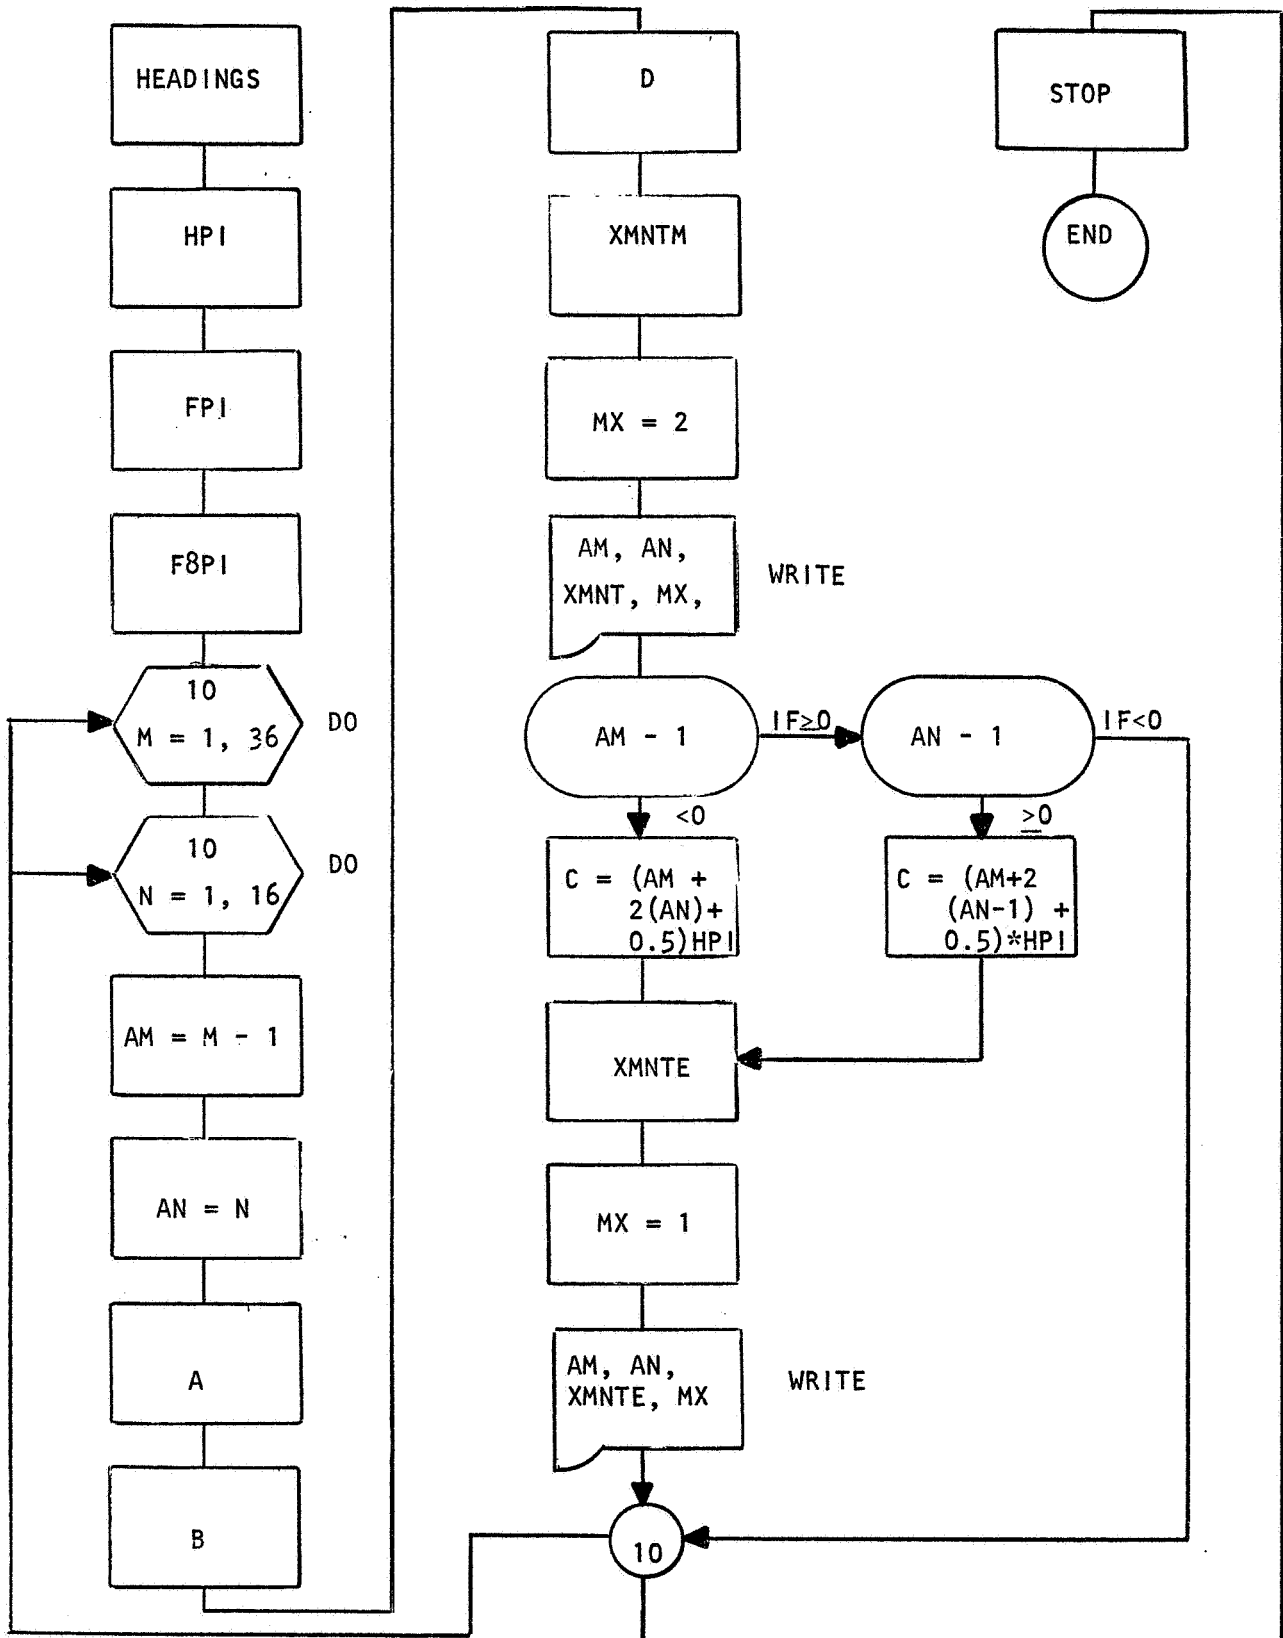 HEADINGS
HPI
FPI
F8PI
10
M = 1, 36
DO
10
N = 1, 16
DO
AM = M - 1
AN = N
A
B
D
XMNTM
MX = 2
AM, AN,
XMNT, MX,
WRITE
AM - 1
IF≥0
<0
AN - 1
IF<0
≥0
C = (AM +
2(AN)+
0.5)HPI
C = (AM+2
(AN-1) +
0.5)*HPI
XMNTE
MX = 1
AM, AN,
XMNTE, MX
WRITE
10
STOP
END